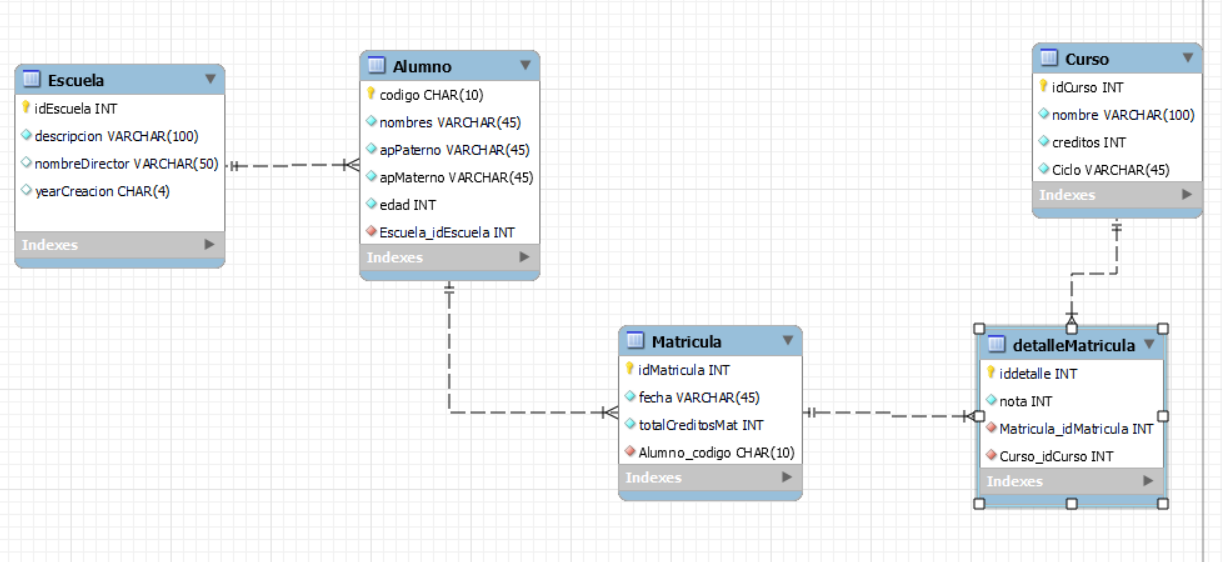 Escuela
idEscuela INT
descripcion VARCHAR(100)
nombreDirector VARCHAR(50)
yearCreacion CHAR(4)
Indexes
Alumno
codigo CHAR(10)
nombres VARCHAR(45)
apPaterno VARCHAR(45)
apMaterno VARCHAR(45)
edad INT
Escuela_idEscuela INT
Indexes
Curso
idCurso INT
nombre VARCHAR(100)
creditos INT
Ciclo VARCHAR(45)
Indexes
Matricula
idMatricula INT
fecha VARCHAR(45)
totalCreditosMat INT
Alumno_codigo CHAR(10)
Indexes
detalleMatricula
iddetalle INT
nota INT
Matricula_idMatricula INT
Curso_idCurso INT
Indexes